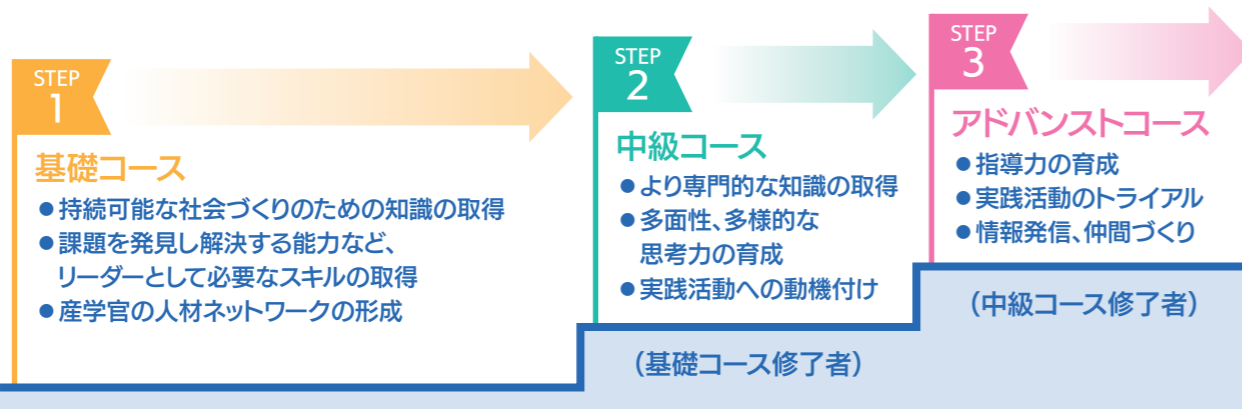 STEP
1
基礎コース
●持続可能な社会づくりのための知識の取得
●課題を発見し解決する能力など、
リーダーとして必要なスキルの取得
●産学官の人材ネットワークの形成
STEP
2
中級コース
●より専門的な知識の取得
●多面性、多様的な
思考力の育成
●実践活動への動機付け
(基礎コース修了者)
STEP
3
アドバンストコース
●指導力の育成
●実践活動のトライアル
●情報発信、仲間づくり
(中級コース修了者)